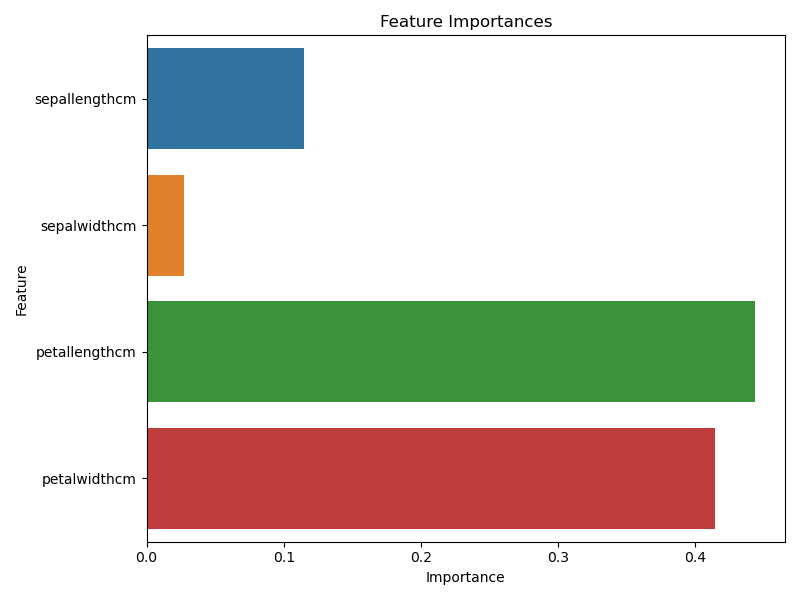 Feature Importances
Feature
sepallengthcm
sepalwidthcm
petallengthcm
petalwidthcm
0.0 0.1 0.2 0.3 0.4
Importance